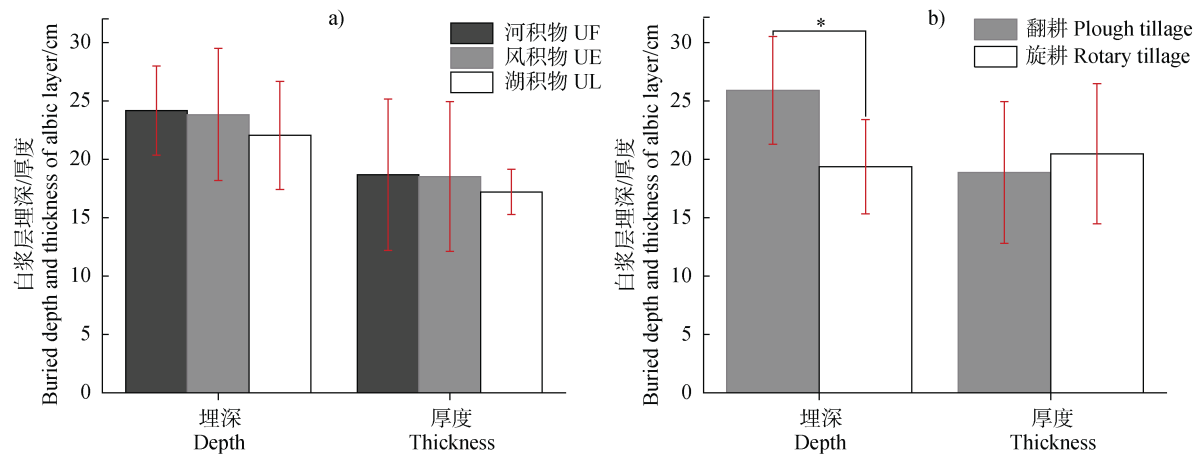 a)
河积物 UF
风积物 UE
湖积物 UL
白浆层埋深/厚度
Buried depth and thickness of albic layer/cm
30
25
20
15
10
5
0
埋深
Depth
厚度
Thickness
b)
翻耕 Plough tillage
旋耕 Rotary tillage
*
白浆层埋深/厚度
Buried depth and thickness of albic layer/cm
30
25
20
15
10
5
0
埋深
Depth
厚度
Thickness